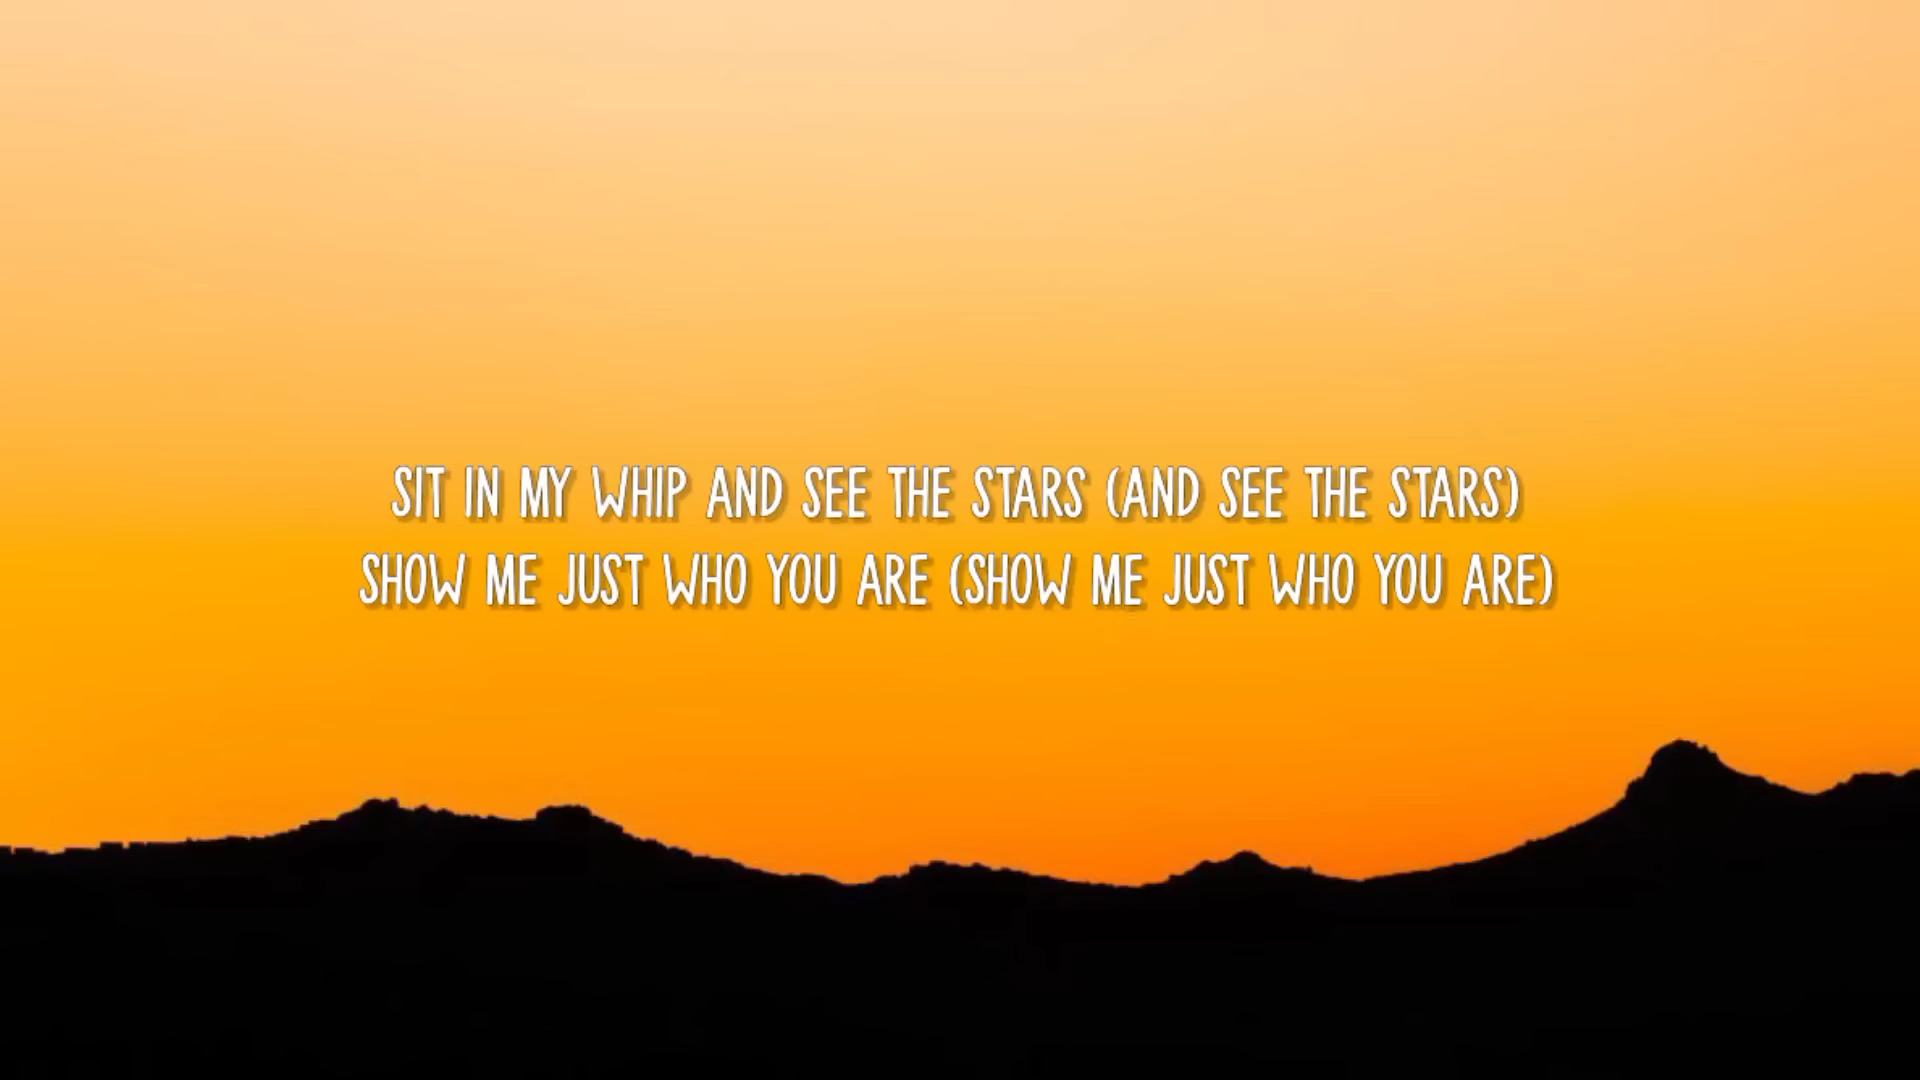 SIT IN MY WHIP AND SEE THE STARS (AND SEE THE STARS)
SHOW ME JUST WHO YOU ARE (SHOW ME JUST WHO YOU ARE)